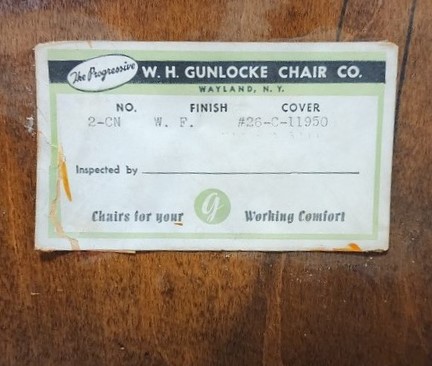 The Progressive W. H. GUNLOCKE CHAIR CO.
WAYLAND, N. Y.
NO. FINISH COVER
2-CN W. F. #26-C-11950
Inspected by
Chairs for your g Working Comfort